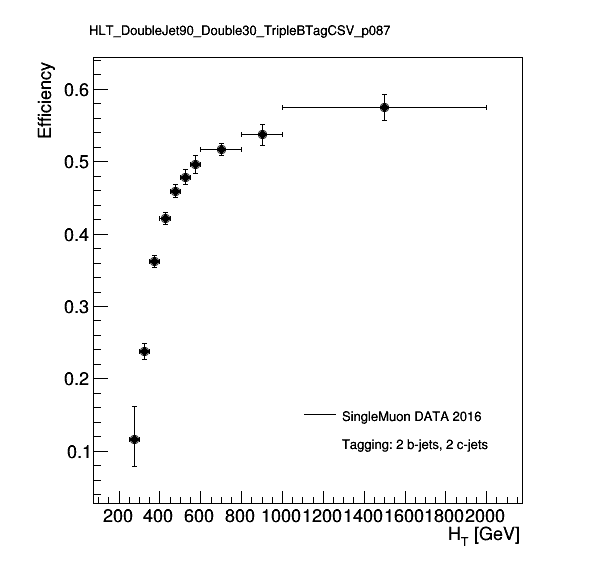 HLT_DoubleJet90_Double30_TripleBTagCSV_p087
Efficiency
0.6
0.5
0.4
0.3
0.2
0.1
SingleMuon DATA 2016
Tagging: 2 b-jets, 2 c-jets
200 400 600 800 1000 1200 1400 1600 1800 2000
H_T [GeV]